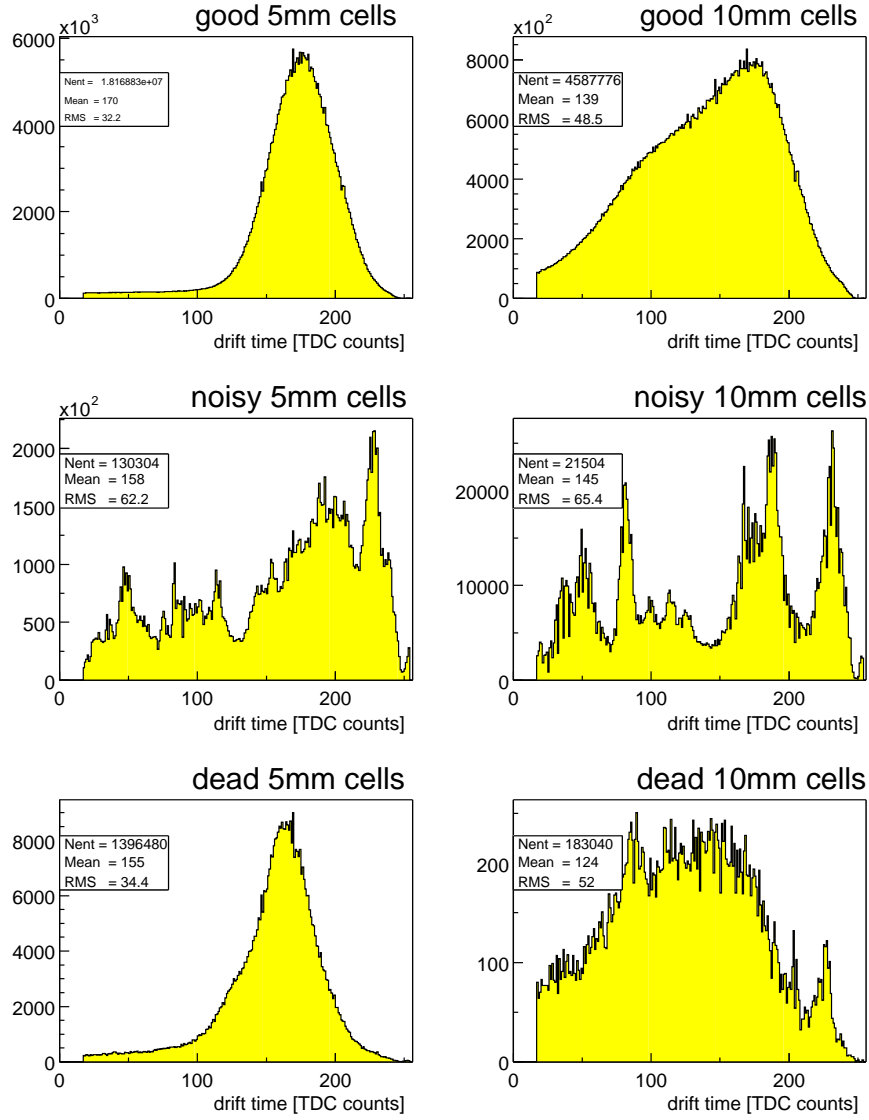 good 5mm cells
x10³
6000
4000
2000
0
Nent = 1.816883e+07
Mean = 170
RMS = 32.2
0 100 200
drift time [TDC counts]
good 10mm cells
x10²
8000
6000
4000
2000
0
Nent = 4587776
Mean = 139
RMS = 48.5
0 100 200
drift time [TDC counts]
noisy 5mm cells
x10²
2000
1500
1000
500
0
Nent = 130304
Mean = 158
RMS = 62.2
0 100 200
drift time [TDC counts]
noisy 10mm cells
20000
10000
0
Nent = 21504
Mean = 145
RMS = 65.4
0 100 200
drift time [TDC counts]
dead 5mm cells
8000
6000
4000
2000
0
Nent = 1396480
Mean = 155
RMS = 34.4
0 100 200
drift time [TDC counts]
dead 10mm cells
200
100
0
Nent = 183040
Mean = 124
RMS = 52
0 100 200
drift time [TDC counts]